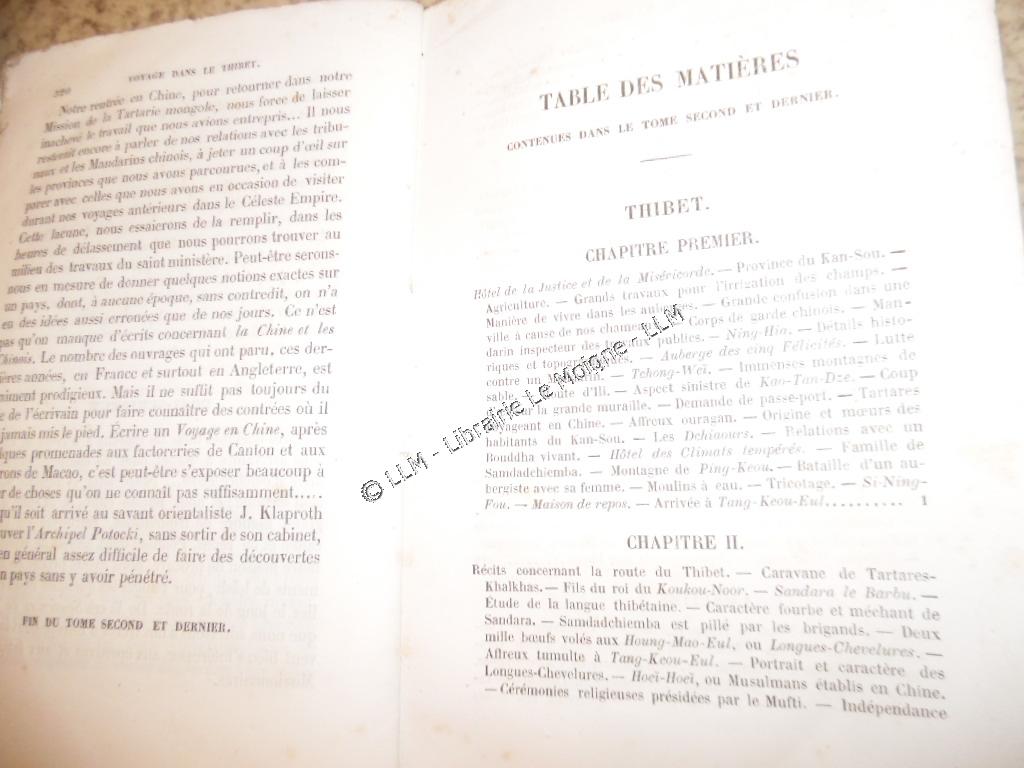 520
VOYAGE DANS LE THIBET.
Notre rentrée en Chine, pour retourner dans notre
Mission de la Tartarie mongole, nous force de laisser
inachevé le travail que nous avions entrepris... Il nous
resterait encore à parler de nos relations avec les tribu-
naux et les Mandarins chinois, à jeter un coup d'œil sur
les provinces que nous avons parcourues, et à les com-
parer avec celles que nous avons eu occasion de visiter
durant nos voyages antérieurs dans le Céleste Empire.
Cette lacune, nous essaierons de la remplir, dans les
heures de délassement que nous pourrons trouver au
milieu des travaux du saint ministère. Peut-être serons-
nous en mesure de donner quelques notions exactes sur
un pays, dont, à aucune époque, sans contredit, on n'a
eu des idées aussi erronées que de nos jours. Ce n'est
pas qu'on manque d'écrits concernant la Chine et les
Chinois. Le nombre des ouvrages qui ont paru, ces der-
ières années, en France et surtout en Angleterre, est
aiment prodigieux. Mais il ne suffit pas toujours du
e de l'écrivain pour faire connaître des contrées où il
jamais mis le pied. Écrire un Voyage en Chine, après
lques promenades aux factoreries de Canton et aux
rons de Macao, c'est peut-être s'exposer beaucoup à
r de choses qu'on ne connaît pas suffisamment.....
qu'il soit arrivé au savant orientaliste J. Klaproth
uver l'Archipel Potocki, sans sortir de son cabinet,
en général assez difficile de faire des découvertes
n pays sans y avoir pénétré.
FIN DU TOME SECOND ET DERNIER.
TABLE DES MATIÈRES
CONTENUES DANS LE TOME SECOND ET DERNIER.
THIBET.
CHAPITRE PREMIER.
Hôtel de la Justice et de la Miséricorde. — Province du Kan-Sou. —
Agriculture. — Grands travaux pour l'irrigation des champs. —
Manière de vivre dans les auberges. — Grande confusion dans une
ville à cause de nos chameaux. — Corps de garde chinois. — Man-
darin inspecteur des travaux publics. — Ning-Hia. — Détails histo-
riques et topographiques. — Auberge des cinq Félicités. — Lutte
contre un — Tchong-Weï. — Immenses montagnes de
sable. — Route d'Ili. — Aspect sinistre de Kao-Tan-Dze. — Coup
sur la grande muraille. — Demande de passe-port. — Tartares
voyageant en Chine. — Affreux ouragan. — Origine et mœurs des
habitants du Kan-Sou. — Les Dchiaours. — Relations avec un
Bouddha vivant. — Hôtel des Climats tempérés. — Famille de
Samdadchiemba. — Montagne de Ping-Keou. — Bataille d'un au-
bergiste avec sa femme. — Moulins à eau. — Tricotage. — Si-Ning-
Fou. — Maison de repos. — Arrivée à Tang-Keou-Eul.......... 1
CHAPITRE II.
Récits concernant la route du Thibet. — Caravane de Tartares-
Khalkhas. — Fils du roi du Koukou-Noor. — Sandara le Barbu. —
Étude de la langue thibétaine. — Caractère fourbe et méchant de
Sandara. — Samdadchiemba est pillé par les brigands. — Deux
mille bœufs volés aux Houng-Mao-Eul, ou Longues-Chevelures. —
Affreux tumulte à Tang-Keou-Eul. — Portrait et caractère des
Longues-Chevelures. — Hoeï-Hoeï, ou Musulmans établis en Chine.
— Cérémonies religieuses présidées par le Mufti. — Indépendance
© LLM - Librairie Le Moigne - LLM